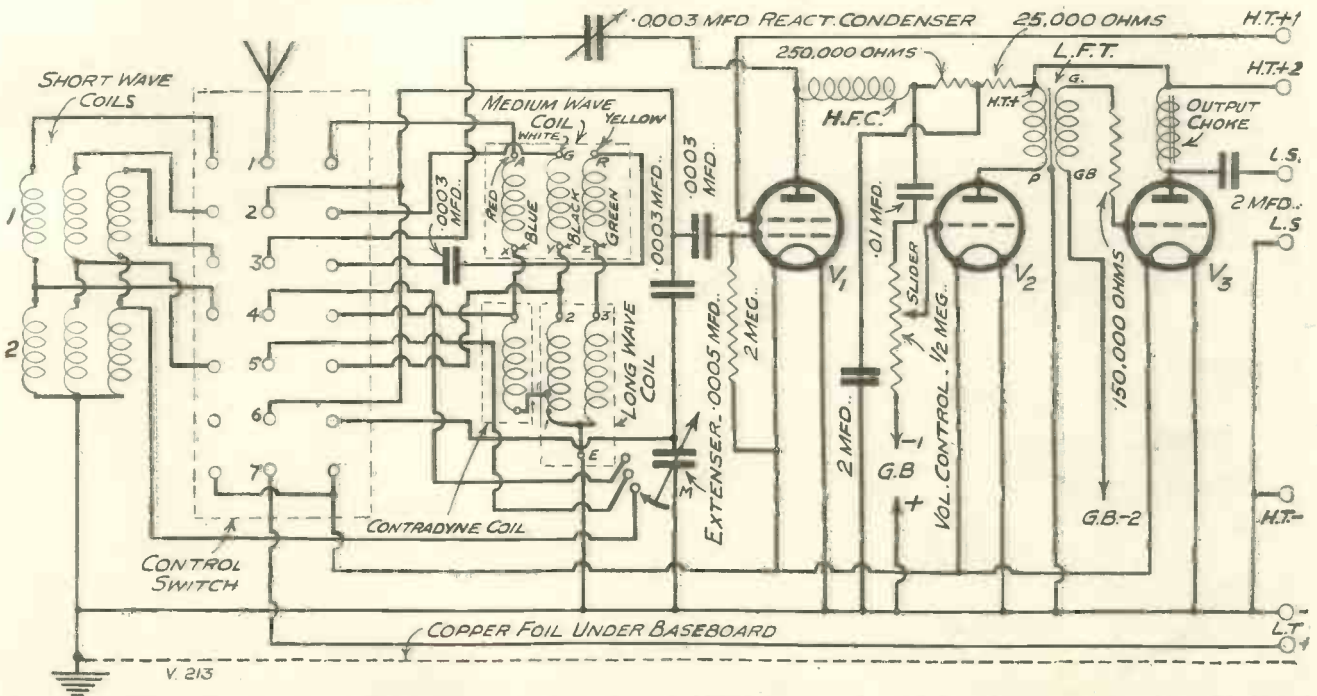 .0003 MFD REACT. CONDENSER
25,000 OHMS
H.T.+1
250,000 OHMS
L.F.T.
H.T.+2
SHORT WAVE
COILS
MEDIUM WAVE
COIL
WHITE
YELLOW
H.F.C.
H.T.+
G.
OUTPUT
CHOKE
L.S.
1
A
G
R
.0003
MFD.
RED
BLUE
BLACK
GREEN
X
Y
Z
.0003 MFD.
.0003
MFD.
V1
.01 MFD.
SLIDER
V2
P
GB
2 MFD.
L.S
V3
1
2
3
4
5
6
7
2
2
3
LONG WAVE
COIL
E
M
EXTENSER .0005 MFD.
2 MEG.
2 MFD.
-1
G.B
+
VOL. CONTROL. 1/2 MEG.
150,000 OHMS
G.B.-2
H.T.-
CONTRADYNE COIL
CONTROL
SWITCH
COPPER FOIL UNDER BASEBOARD
-
L.T
+
V. 213